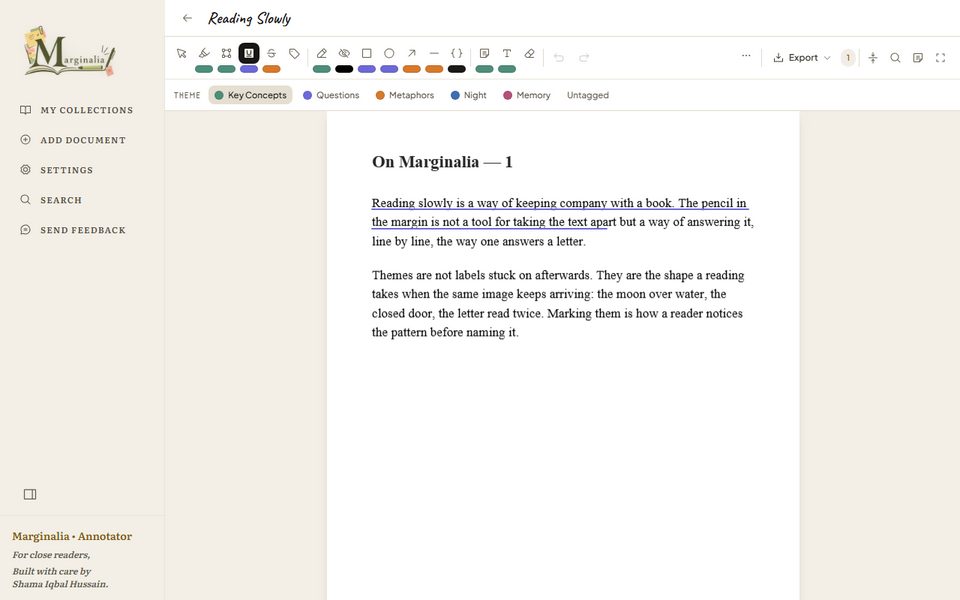 Marginalia
MY COLLECTIONS
ADD DOCUMENT
SETTINGS
SEARCH
SEND FEEDBACK
Marginalia • Annotator
For close readers,
Built with care by
Shama Iqbal Hussain.
Reading Slowly
Export
1
THEME
Key Concepts
Questions
Metaphors
Night
Memory
Untagged
On Marginalia — 1
Reading slowly is a way of keeping company with a book. The pencil in
the margin is not a tool for taking the text apart but a way of answering it,
line by line, the way one answers a letter.
Themes are not labels stuck on afterwards. They are the shape a reading
takes when the same image keeps arriving: the moon over water, the
closed door, the letter read twice. Marking them is how a reader notices
the pattern before naming it.